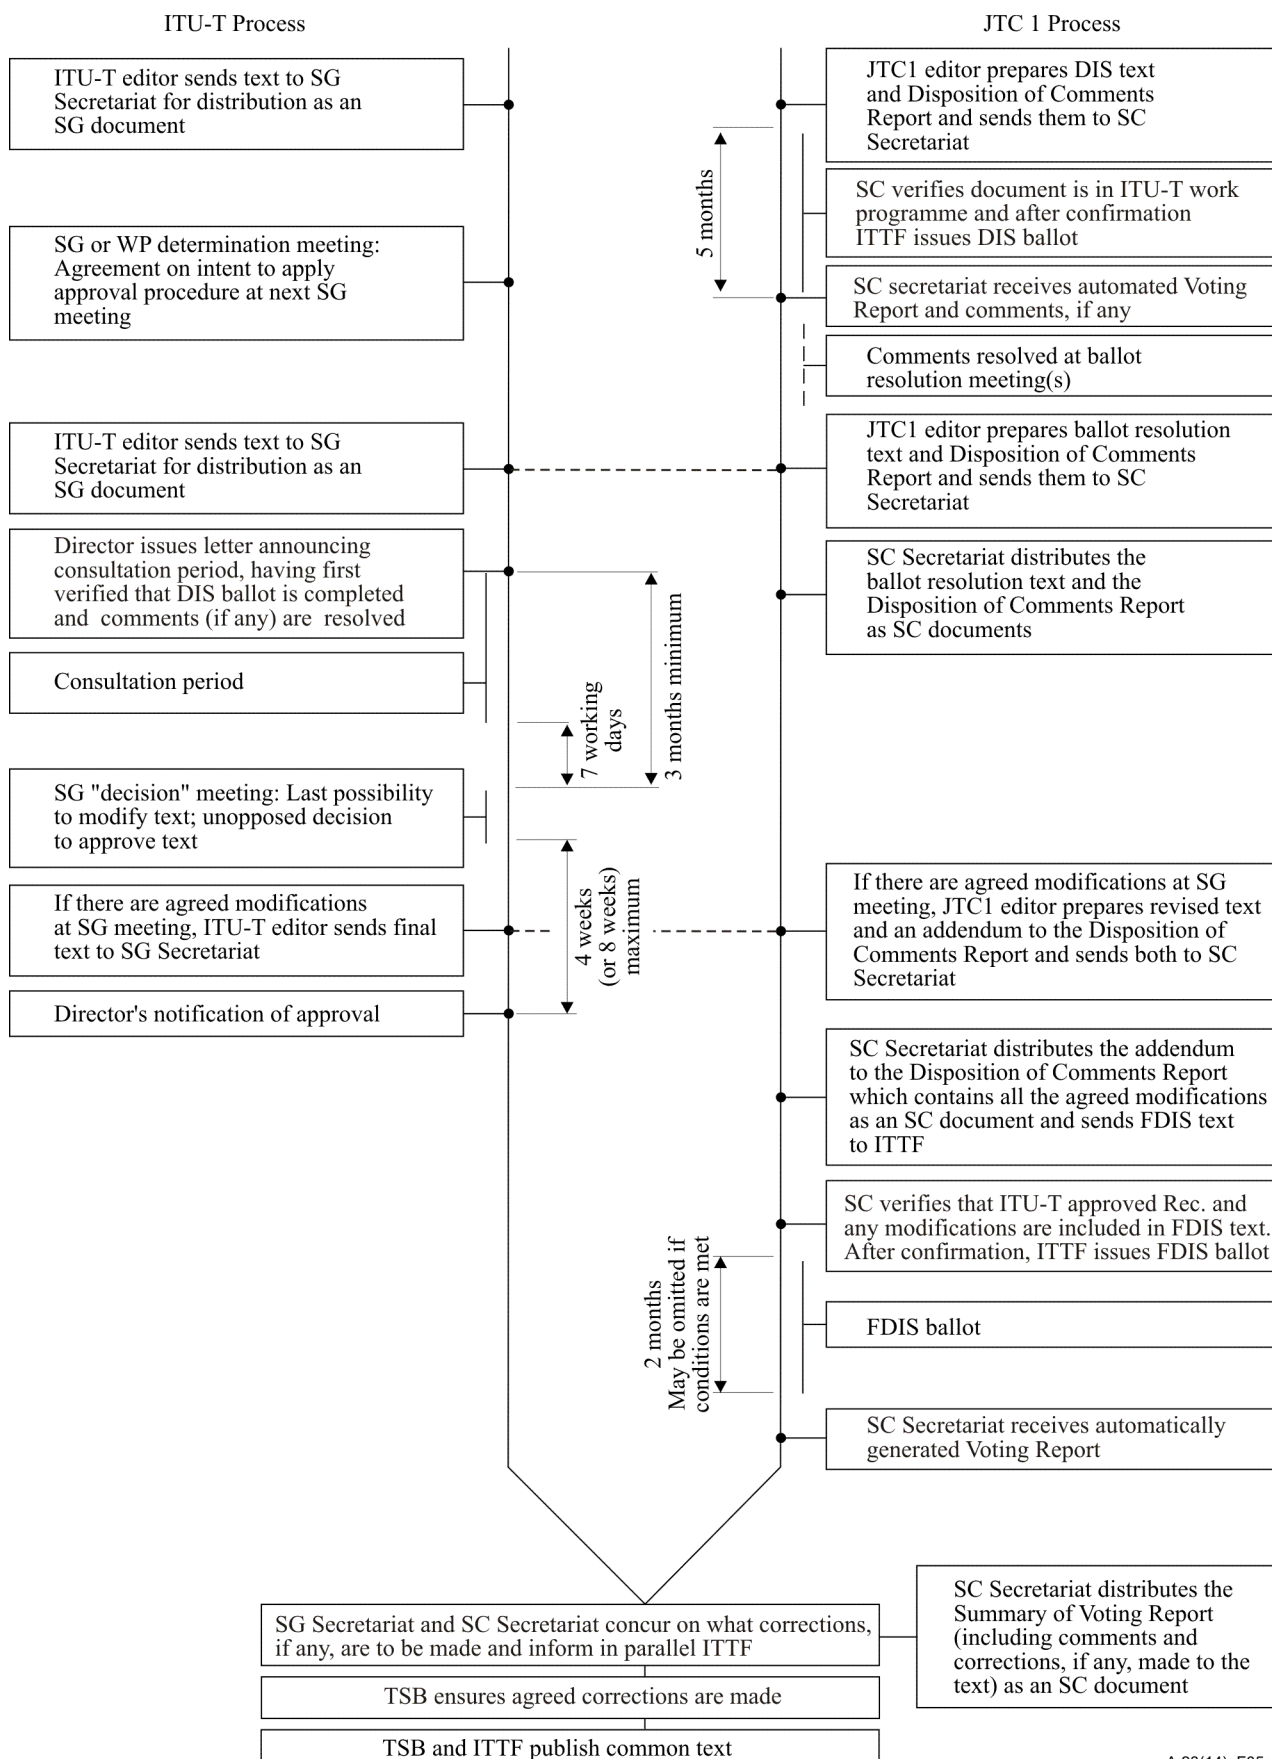 ITU-T Process
JTC 1 Process
ITU-T editor sends text to SG
Secretariat for distribution as an
SG document
JTC1 editor prepares DIS text
and Disposition of Comments
Report and sends them to SC
Secretariat
5 months
SC verifies document is in ITU-T work
programme and after confirmation
ITTF issues DIS ballot
SG or WP determination meeting:
Agreement on intent to apply
approval procedure at next SG
meeting
SC secretariat receives automated Voting
Report and comments, if any
Comments resolved at ballot
resolution meeting(s)
ITU-T editor sends text to SG
Secretariat for distribution as an
SG document
JTC1 editor prepares ballot resolution
text and Disposition of Comments
Report and sends them to SC
Secretariat
Director issues letter announcing
consultation period, having first
verified that DIS ballot is completed
and comments (if any) are resolved
SC Secretariat distributes the
ballot resolution text and the
Disposition of Comments Report
as SC documents
Consultation period
7 working
days
3 months minimum
SG "decision" meeting: Last possibility
to modify text; unopposed decision
to approve text
4 weeks
(or 8 weeks)
maximum
If there are agreed modifications
at SG meeting, ITU-T editor sends final
text to SG Secretariat
If there are agreed modifications at SG
meeting, JTC1 editor prepares revised text
and an addendum to the Disposition of
Comments Report and sends both to SC
Secretariat
Director's notification of approval
SC Secretariat distributes the addendum
to the Disposition of Comments Report
which contains all the agreed modifications
as an SC document and sends FDIS text
to ITTF
SC verifies that ITU-T approved Rec. and
any modifications are included in FDIS text.
After confirmation, ITTF issues FDIS ballot
2 months
May be omitted if
conditions are met
FDIS ballot
SC Secretariat receives automatically
generated Voting Report
SG Secretariat and SC Secretariat concur on what corrections,
if any, are to be made and inform in parallel ITTF
SC Secretariat distributes the
Summary of Voting Report
(including comments and
corrections, if any, made to the
text) as an SC document
TSB ensures agreed corrections are made
TSB and ITTF publish common text